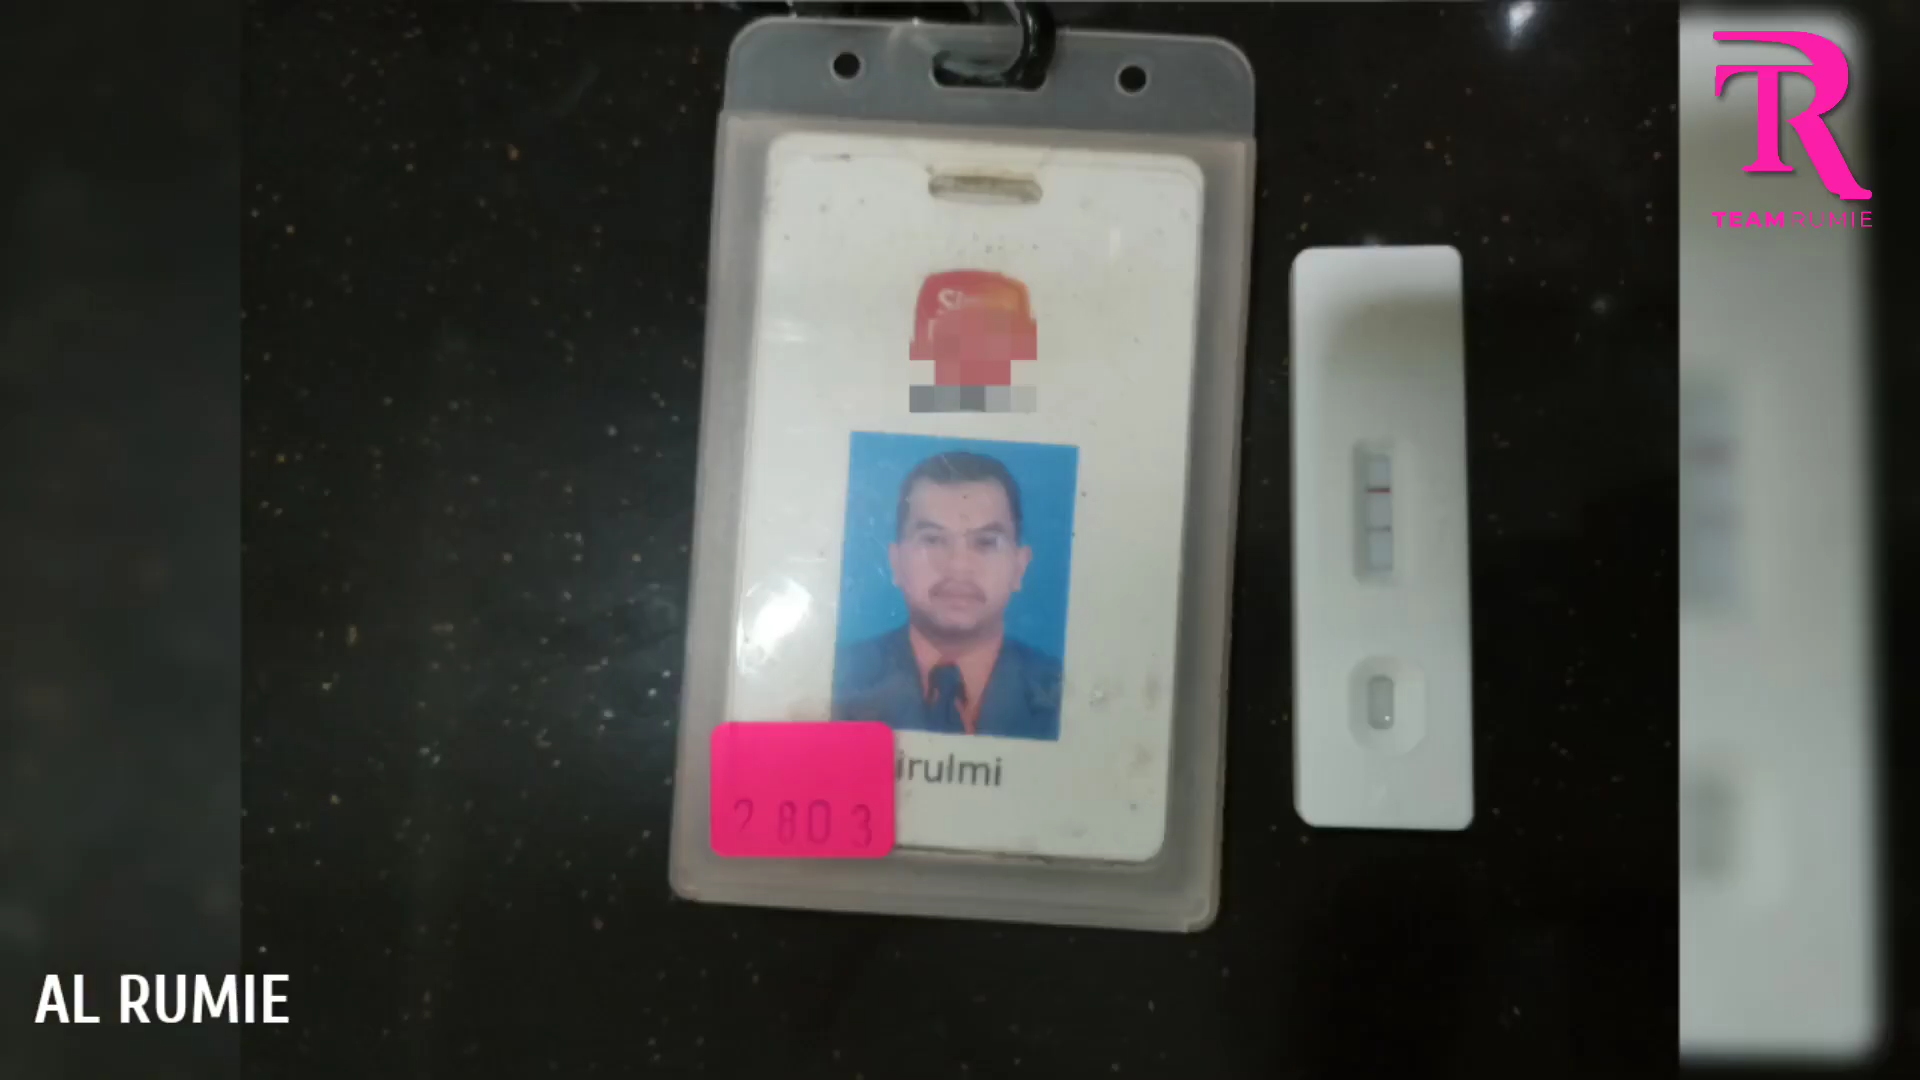 TR
TEAM RUMIE
irulmi
2803
AL RUMIE